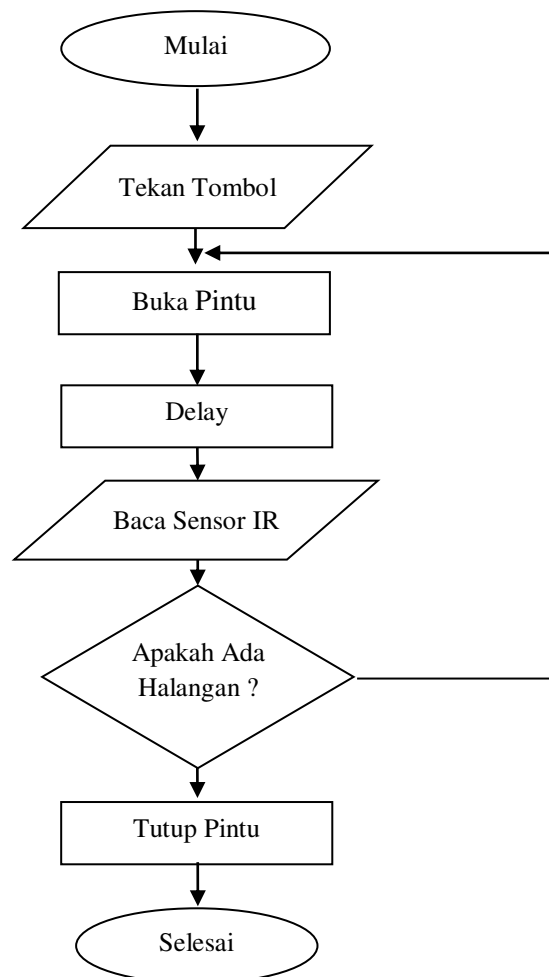 Mulai
Tekan Tombol
Buka Pintu
Delay
Baca Sensor IR
Apakah Ada
Halangan ?
Tutup Pintu
Selesai